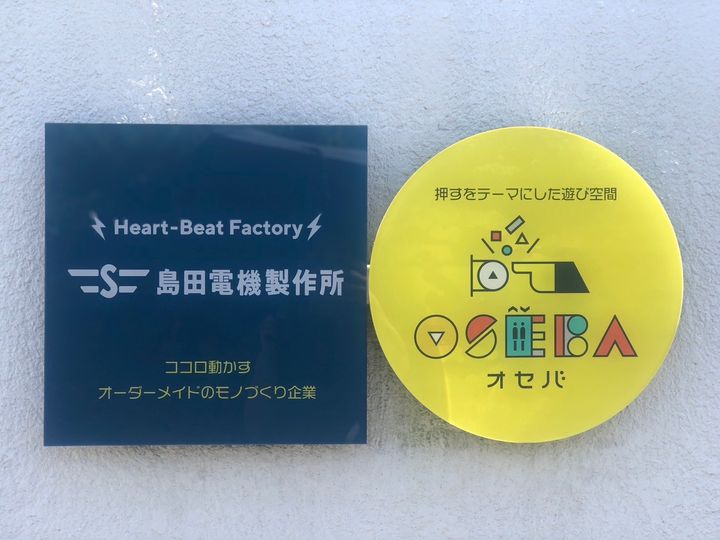 Heart-Beat Factory
S 島田電機製作所
ココロ動かす
オーダーメイドのモノづくり企業
押すをテーマにした遊び空間
OSEBA
オセバ